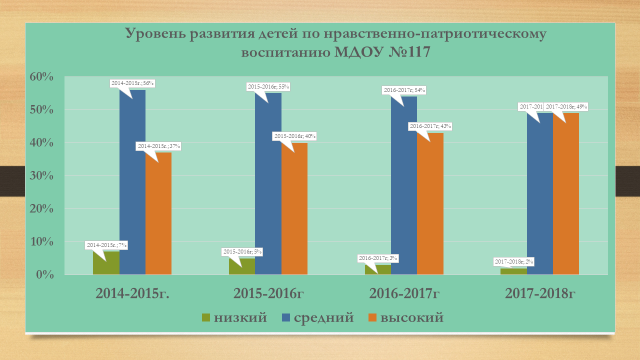 Уровень развития детей по нравственно-патриотическому
воспитанию МДОУ №117
60%
50%
40%
30%
20%
10%
0%
2014-2015г.; 7%
2014-2015г.; 56%
2014-2015г.; 37%
2015-2016г; 5%
2015-2016г; 55%
2015-2016г; 40%
2016-2017г; 54%
2016-2017г; 43%
2017-2018г; 2%
2017-2018г; 49%
2014-2015г.
2015-2016г
2016-2017г
2017-2018г
низкий
средний
высокий